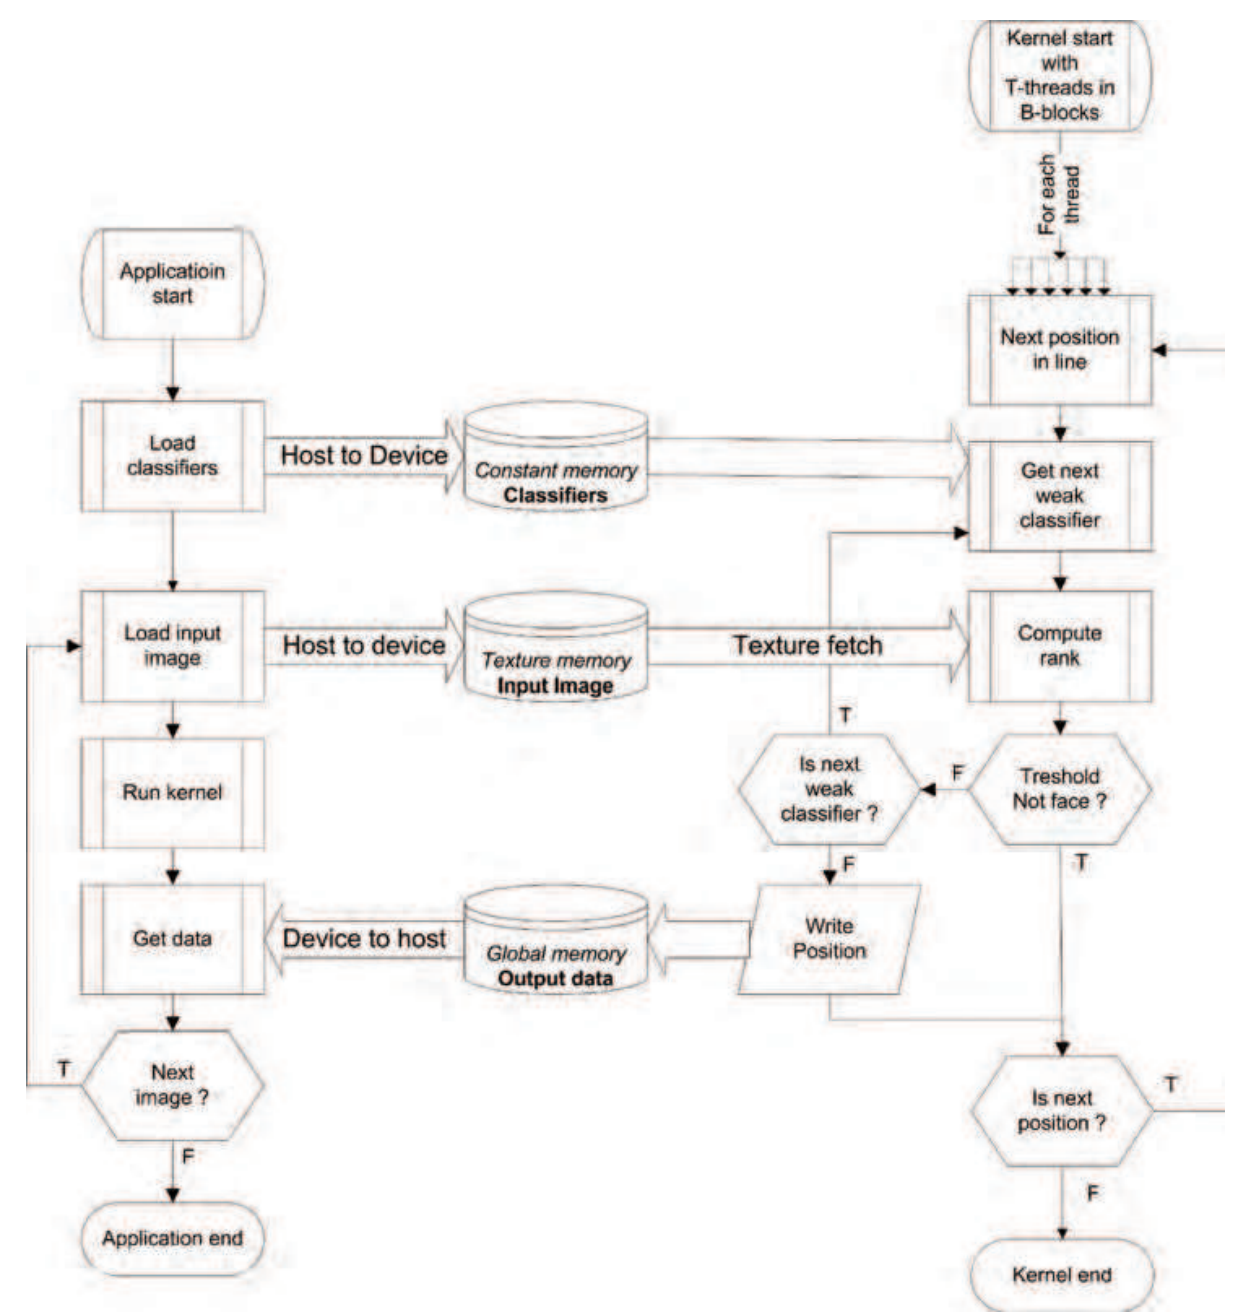 Kernel start
with
T-threads in
B-blocks
For each
thread
Applicatioin
start
Next position
in line
Load
classifiers
Host to Device
Constant memory
Classifiers
Get next
weak
classifier
Load input
image
Host to device
Texture memory
Input Image
Texture fetch
Compute
rank
T
Run kernel
Is next
weak
classifier ?
F
Treshold
Not face ?
F
T
Get data
Device to host
Global memory
Output data
Write
Position
T
Next
image ?
Is next
position ?
T
F
F
Application end
Kernel end